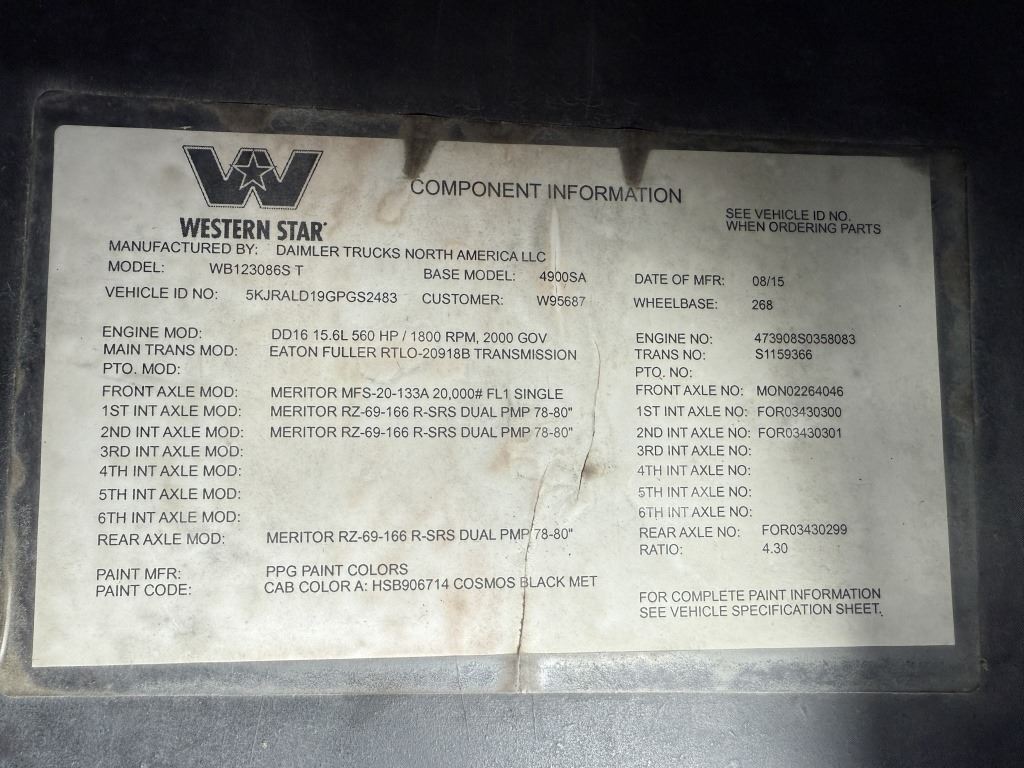 W
WESTERN STAR
COMPONENT INFORMATION
SEE VEHICLE ID NO.
WHEN ORDERING PARTS
MANUFACTURED BY: DAIMLER TRUCKS NORTH AMERICA LLC
MODEL: WB123086S T BASE MODEL: 4900SA DATE OF MFR: 08/15
VEHICLE ID NO: 5KJRALD19GPGS2483 CUSTOMER: W95687 WHEELBASE: 268
ENGINE MOD: DD16 15.6L 560 HP / 1800 RPM, 2000 GOV ENGINE NO: 473908S0358083
MAIN TRANS MOD: EATON FULLER RTLO-20918B TRANSMISSION TRANS NO: S1159366
PTO. MOD: PTO. NO:
FRONT AXLE MOD: MERITOR MFS-20-133A 20,000# FL1 SINGLE FRONT AXLE NO: MON02264046
1ST INT AXLE MOD: MERITOR RZ-69-166 R-SRS DUAL PMP 78-80" 1ST INT AXLE NO: FOR03430300
2ND INT AXLE MOD: MERITOR RZ-69-166 R-SRS DUAL PMP 78-80" 2ND INT AXLE NO: FOR03430301
3RD INT AXLE MOD: 3RD INT AXLE NO:
4TH INT AXLE MOD: 4TH INT AXLE NO:
5TH INT AXLE MOD: 5TH INT AXLE NO:
6TH INT AXLE MOD: 6TH INT AXLE NO:
REAR AXLE MOD: MERITOR RZ-69-166 R-SRS DUAL PMP 78-80" REAR AXLE NO: FOR03430299
RATIO: 4.30
PAINT MFR: PPG PAINT COLORS
PAINT CODE: CAB COLOR A: HSB906714 COSMOS BLACK MET
FOR COMPLETE PAINT INFORMATION
SEE VEHICLE SPECIFICATION SHEET.